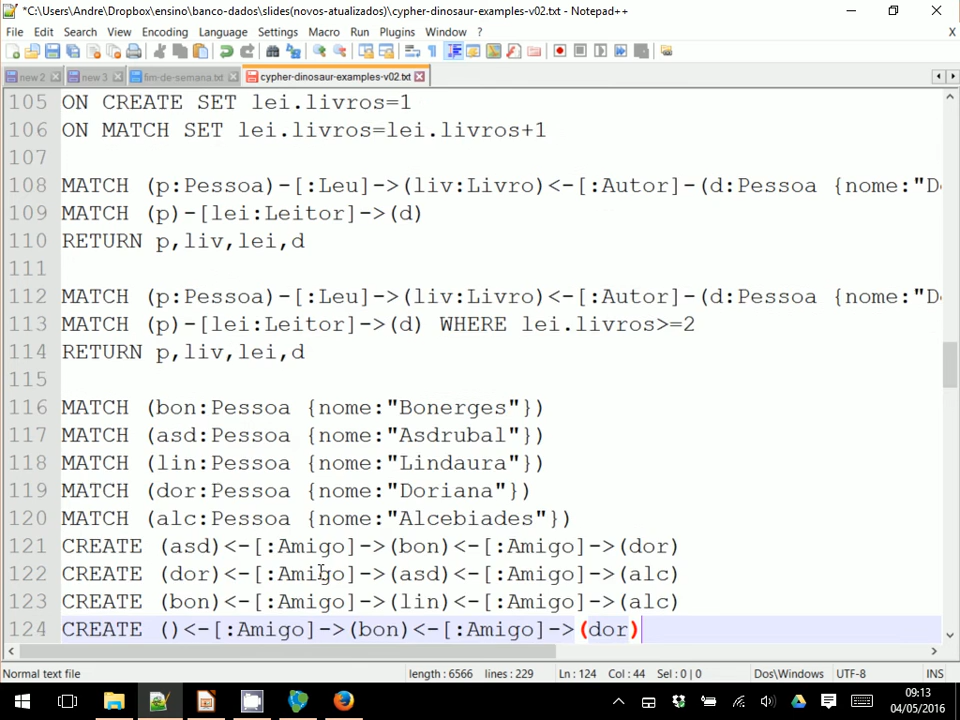 *C:\Users\Andre\Dropbox\ensino\banco-dados\slides(novos-atualizados)\cypher-dinosaur-examples-v02.txt - Notepad++
File Edit Search View Encoding Language Settings Macro Run Plugins Window ? X
new 2 new 3 fim-de-semana.txt cypher-dinosaur-examples-v02.txt
105 ON CREATE SET lei.livros=1
106 ON MATCH SET lei.livros=lei.livros+1
107
108 MATCH (p:Pessoa)-[:Leu]->(liv:Livro)<-[:Autor]-(d:Pessoa {nome:"D
109 MATCH (p)-[lei:Leitor]->(d)
110 RETURN p,liv,lei,d
111
112 MATCH (p:Pessoa)-[:Leu]->(liv:Livro)<-[:Autor]-(d:Pessoa {nome:"D
113 MATCH (p)-[lei:Leitor]->(d) WHERE lei.livros>=2
114 RETURN p,liv,lei,d
115
116 MATCH (bon:Pessoa {nome:"Bonerges"})
117 MATCH (asd:Pessoa {nome:"Asdrubal"})
118 MATCH (lin:Pessoa {nome:"Lindaura"})
119 MATCH (dor:Pessoa {nome:"Doriana"})
120 MATCH (alc:Pessoa {nome:"Alcebiades"})
121 CREATE (asd)<-[:Amigo]->(bon)<-[:Amigo]->(dor)
122 CREATE (dor)<-[:Amigo]->(asd)<-[:Amigo]->(alc)
123 CREATE (bon)<-[:Amigo]->(lin)<-[:Amigo]->(alc)
124 CREATE ()<-[:Amigo]->(bon)<-[:Amigo]->(dor)
Normal text file length : 6566 lines : 229 Ln : 124 Col : 44 Sel : 0 | 0 Dos\Windows UTF-8 INS
09:13
04/05/2016